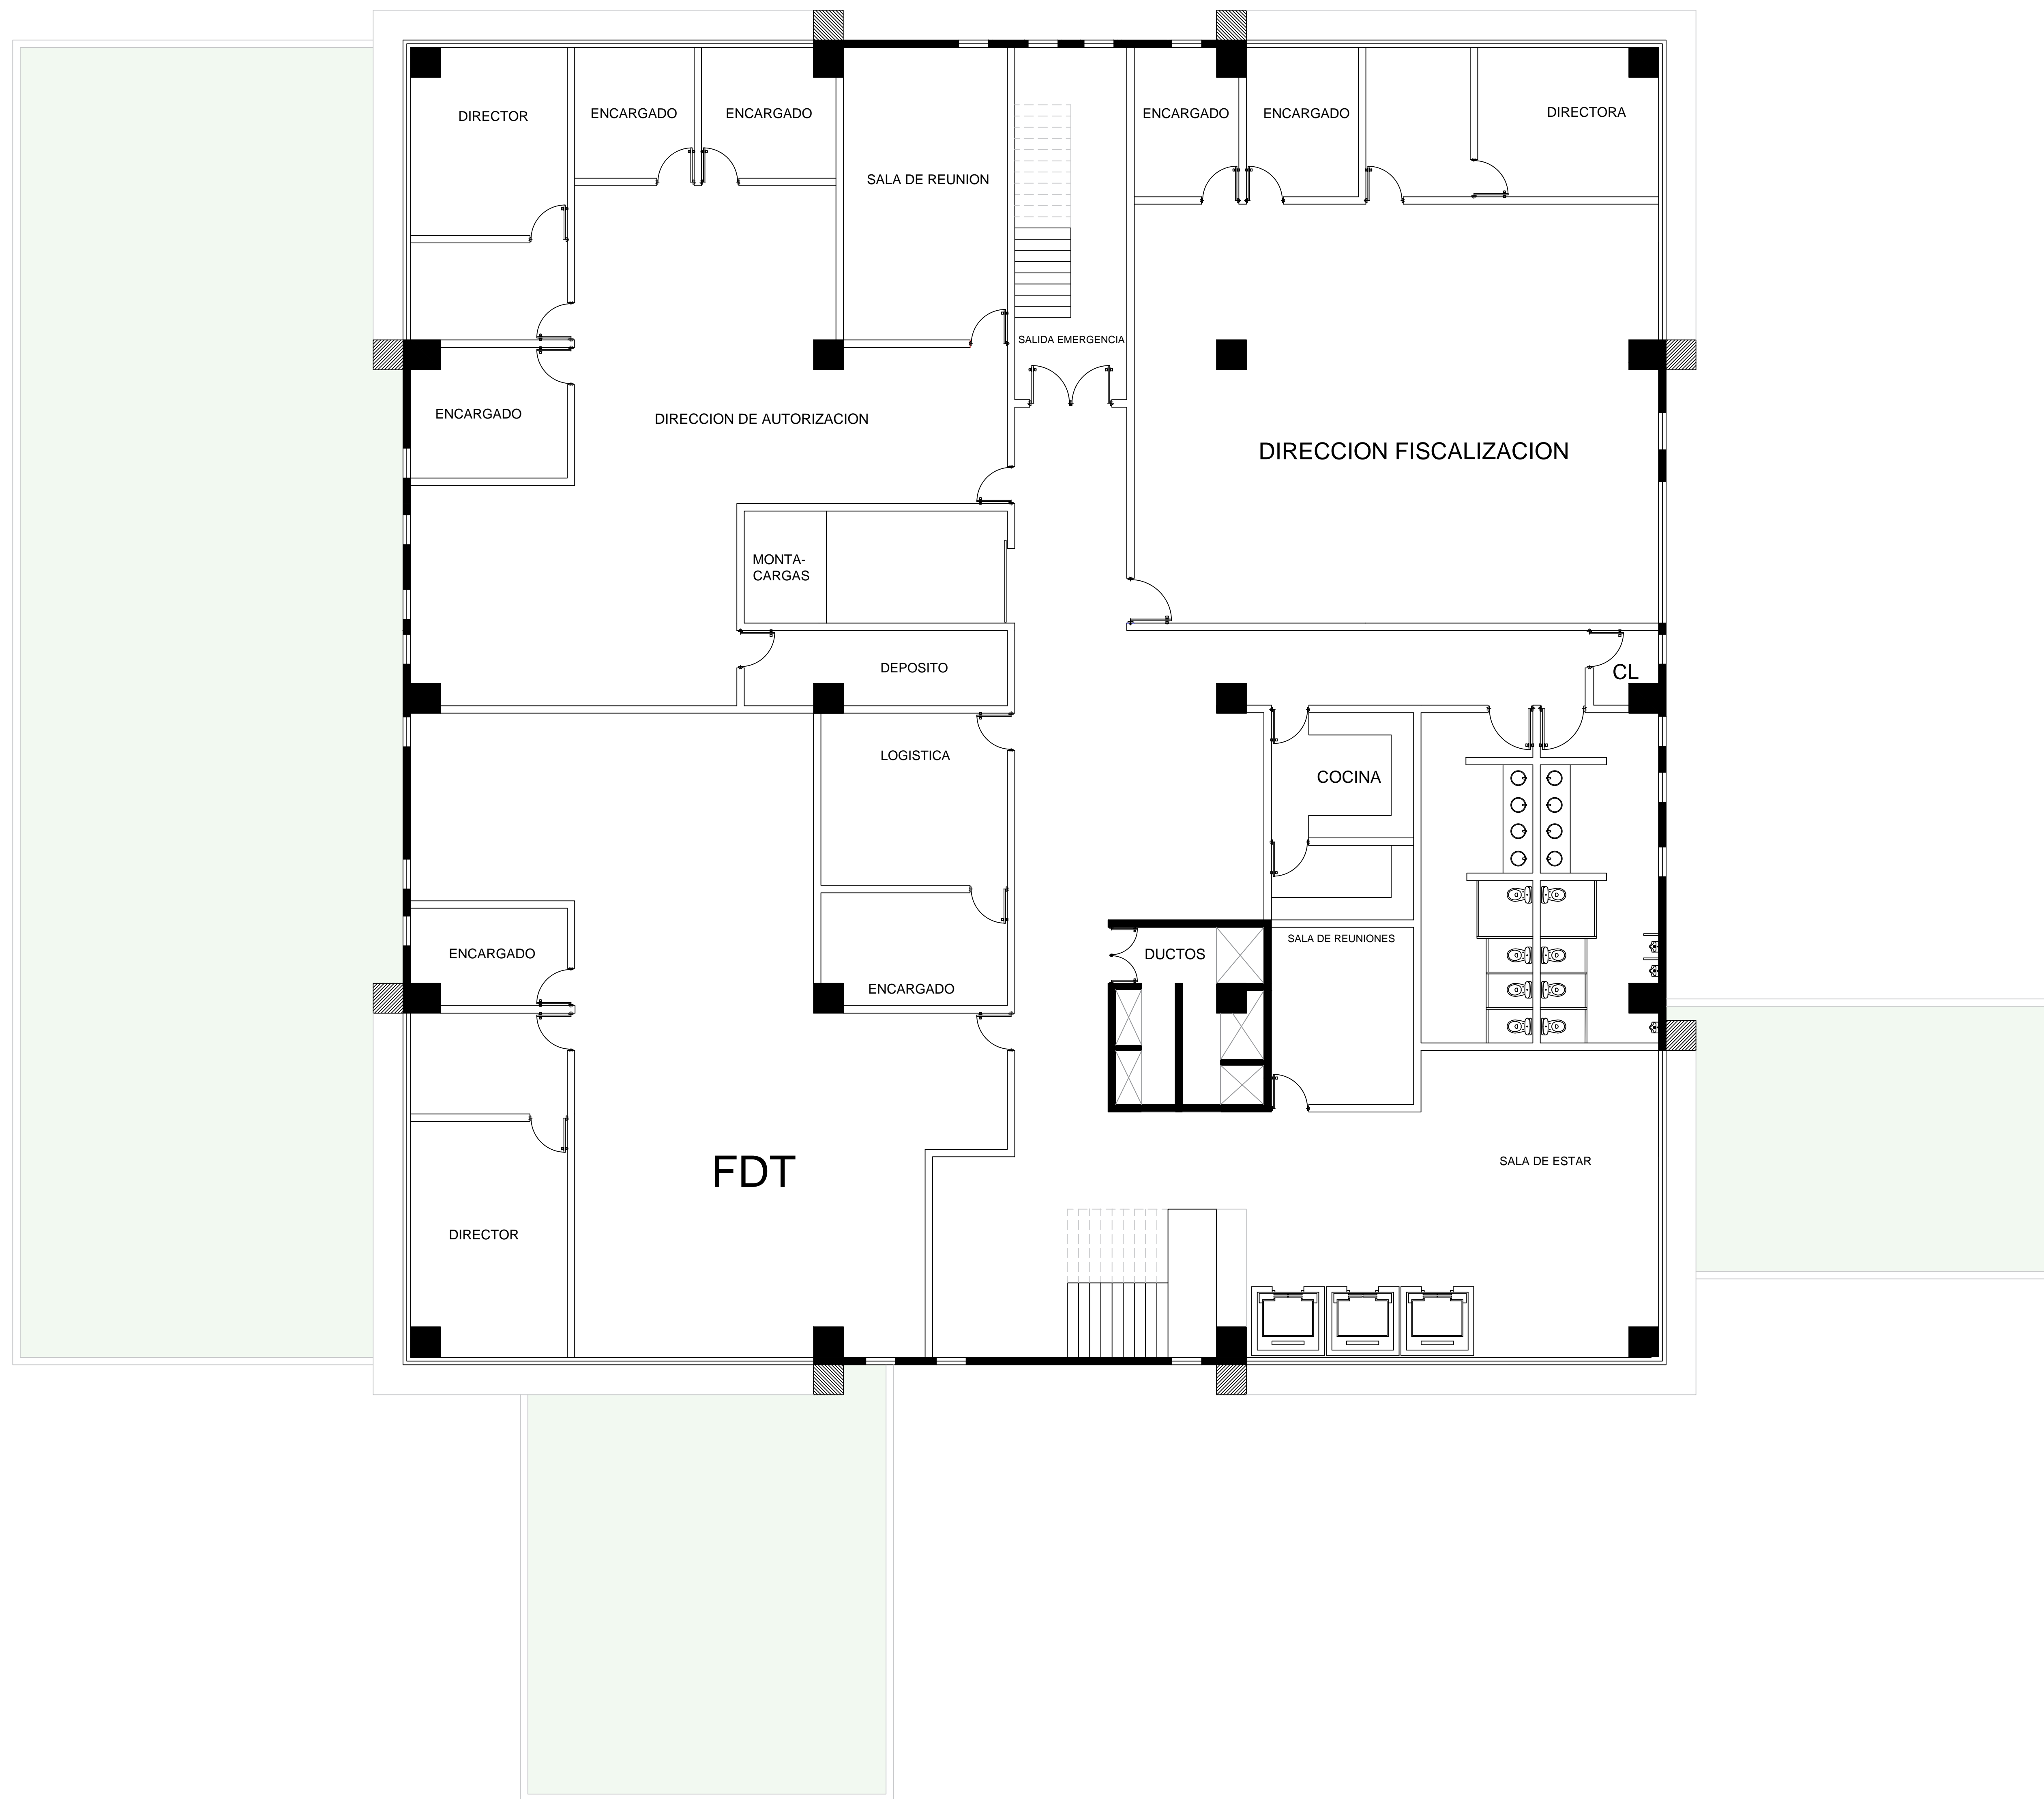 DIRECTOR
ENCARGADO
ENCARGADO
SALA DE REUNION
ENCARGADO
ENCARGADO
DIRECTORA
SALIDA EMERGENCIA
ENCARGADO
DIRECCION DE AUTORIZACION
DIRECCION FISCALIZACION
MONTA-
CARGAS
DEPOSITO
CL
LOGISTICA
COCINA
ENCARGADO
DUCTOS
SALA DE REUNIONES
ENCARGADO
FDT
SALA DE ESTAR
DIRECTOR